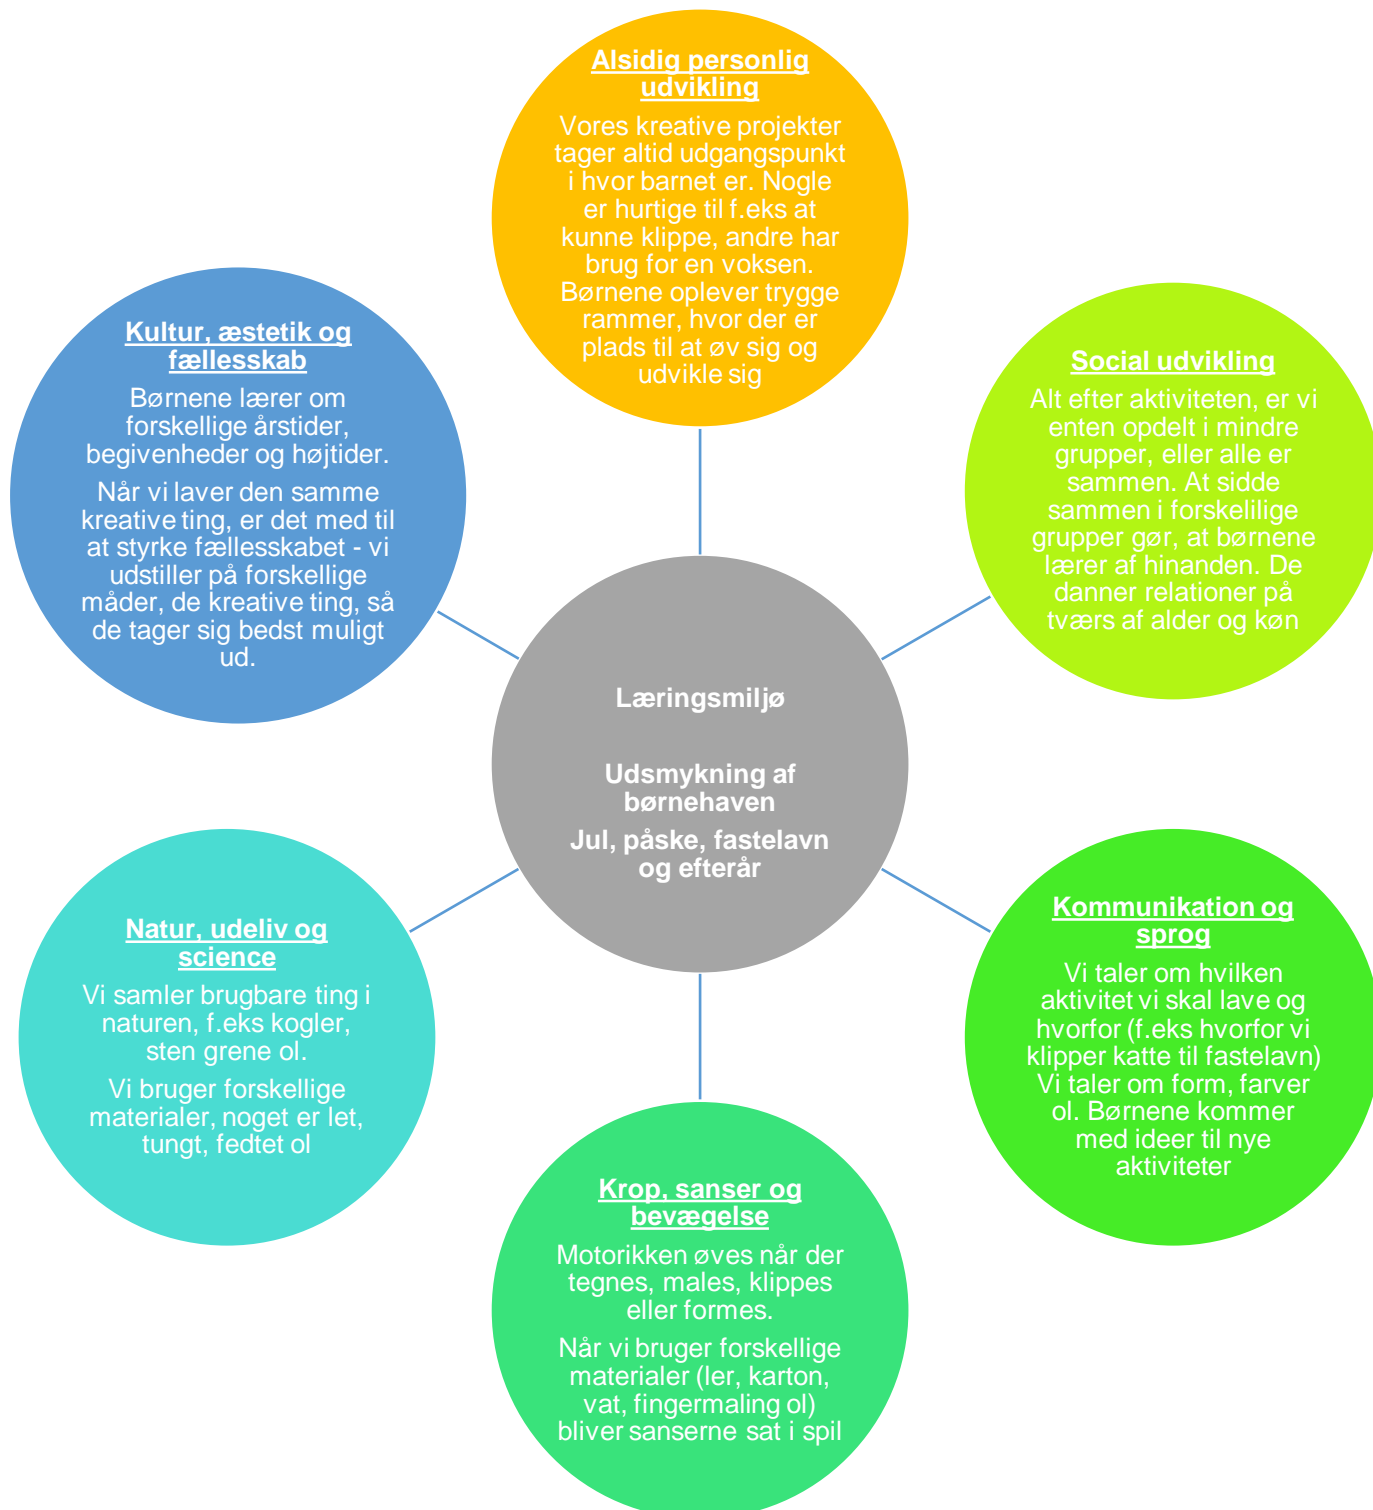 Alsidig personlig
udvikling
Vores kreative projekter
tager altid udgangspunkt
i hvor barnet er. Nogle
er hurtige til f.eks at
kunne klippe, andre har
brug for en voksen.
Børnene oplever trygge
rammer, hvor der er
plads til at øv sig og
udvikle sig
Social udvikling
Alt efter aktiviteten, er vi
enten opdelt i mindre
grupper, eller alle er
sammen. At sidde
sammen i forskelilige
grupper gør, at børnene
lærer af hinanden. De
danner relationer på
tværs af alder og køn
Kommunikation og
sprog
Vi taler om hvilken
aktivitet vi skal lave og
hvorfor (f.eks hvorfor vi
klipper katte til fastelavn)
Vi taler om form, farver
ol. Børnene kommer
med ideer til nye
aktiviteter
Krop, sanser og
bevægelse
Motorikken øves når der
tegnes, males, klippes
eller formes.
Når vi bruger forskellige
materialer (ler, karton,
vat, fingermaling ol)
bliver sanserne sat i spil
Natur, udeliv og
science
Vi samler brugbare ting i
naturen, f.eks kogler,
sten grene ol.
Vi bruger forskellige
materialer, noget er let,
tungt, fedtet ol
Kultur, æstetik og
fællesskab
Børnene lærer om
forskellige årstider,
begivenheder og højtider.
Når vi laver den samme
kreative ting, er det med til
at styrke fællesskabet - vi
udstiller på forskellige
måder, de kreative ting, så
de tager sig bedst muligt
ud.
Læringsmiljø
Udsmykning af
børnehaven
Jul, påske, fastelavn
og efterår